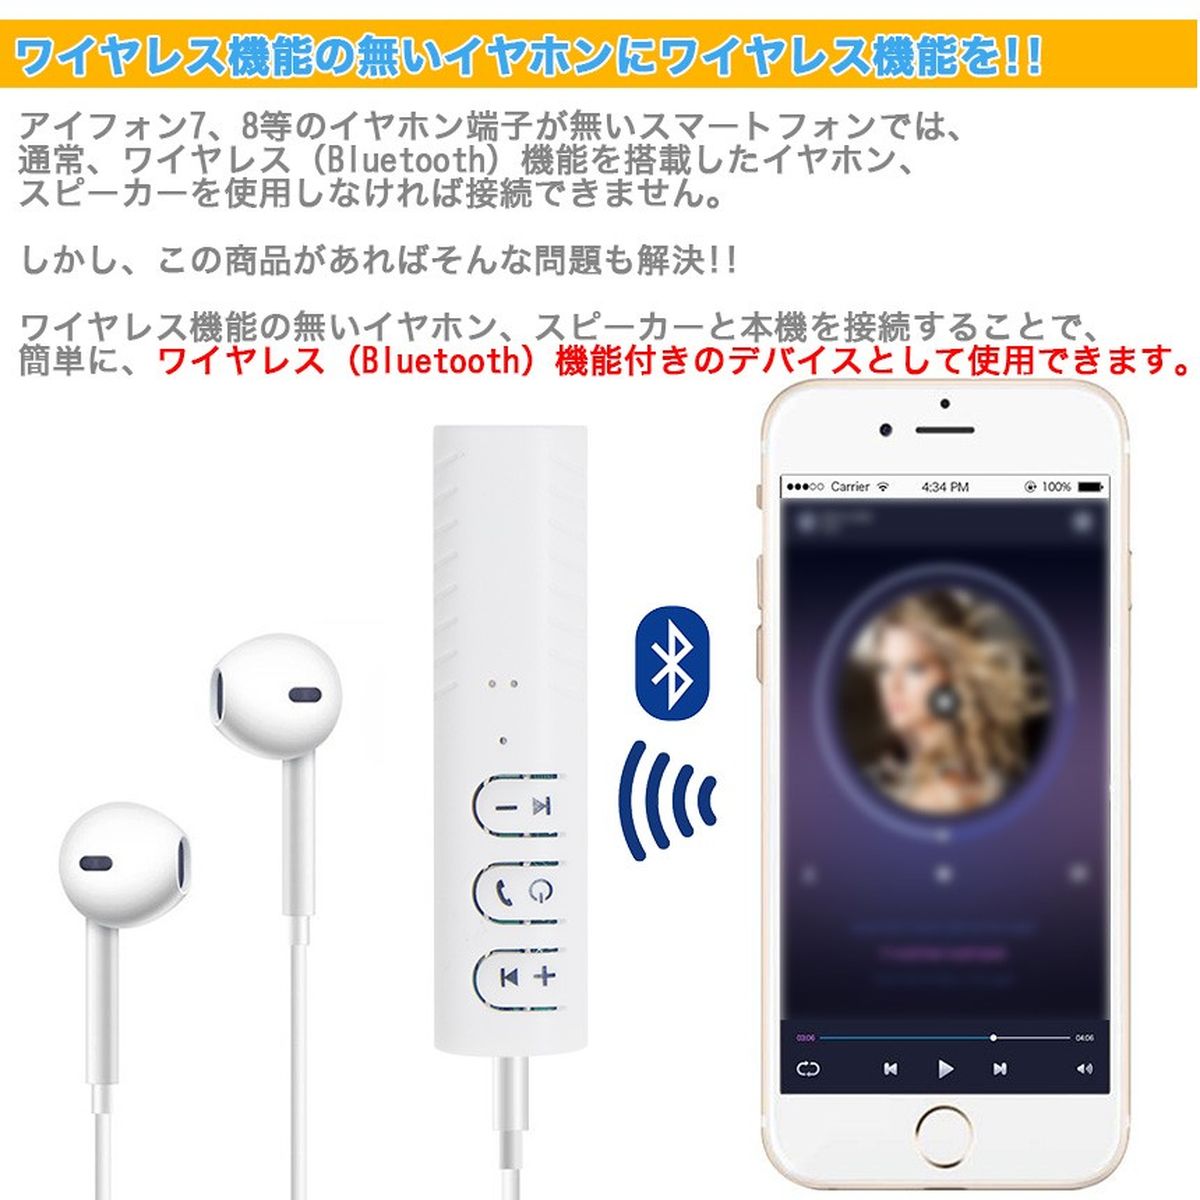 ワイヤレス機能の無いイヤホンにワイヤレス機能を!!
アイフォン7、8等のイヤホン端子が無いスマートフォンでは、
通常、ワイヤレス（Bluetooth）機能を搭載したイヤホン、
スピーカーを使用しなければ接続できません。
しかし、この商品があればそんな問題も解決!!
ワイヤレス機能の無いイヤホン、スピーカーと本機を接続することで、
簡単に、ワイヤレス（Bluetooth）機能付きのデバイスとして使用できます。
Carrier 4:34 PM 100%
03:06 04:06